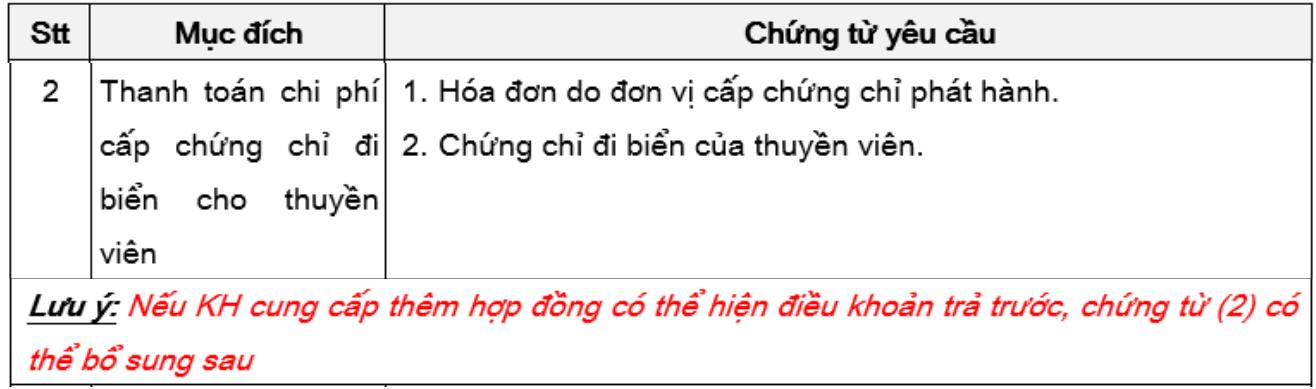 Stt Mục đích Chứng từ yêu cầu
2 Thanh toán chi phí
cấp chứng chỉ đi
biển cho thuyền
viên
1. Hóa đơn do đơn vị cấp chứng chỉ phát hành.
2. Chứng chỉ đi biển của thuyền viên.
Lưu ý: Nếu KH cung cấp thêm hợp đồng có thể hiện điều khoản trả trước, chứng từ (2) có
thể bổ sung sau